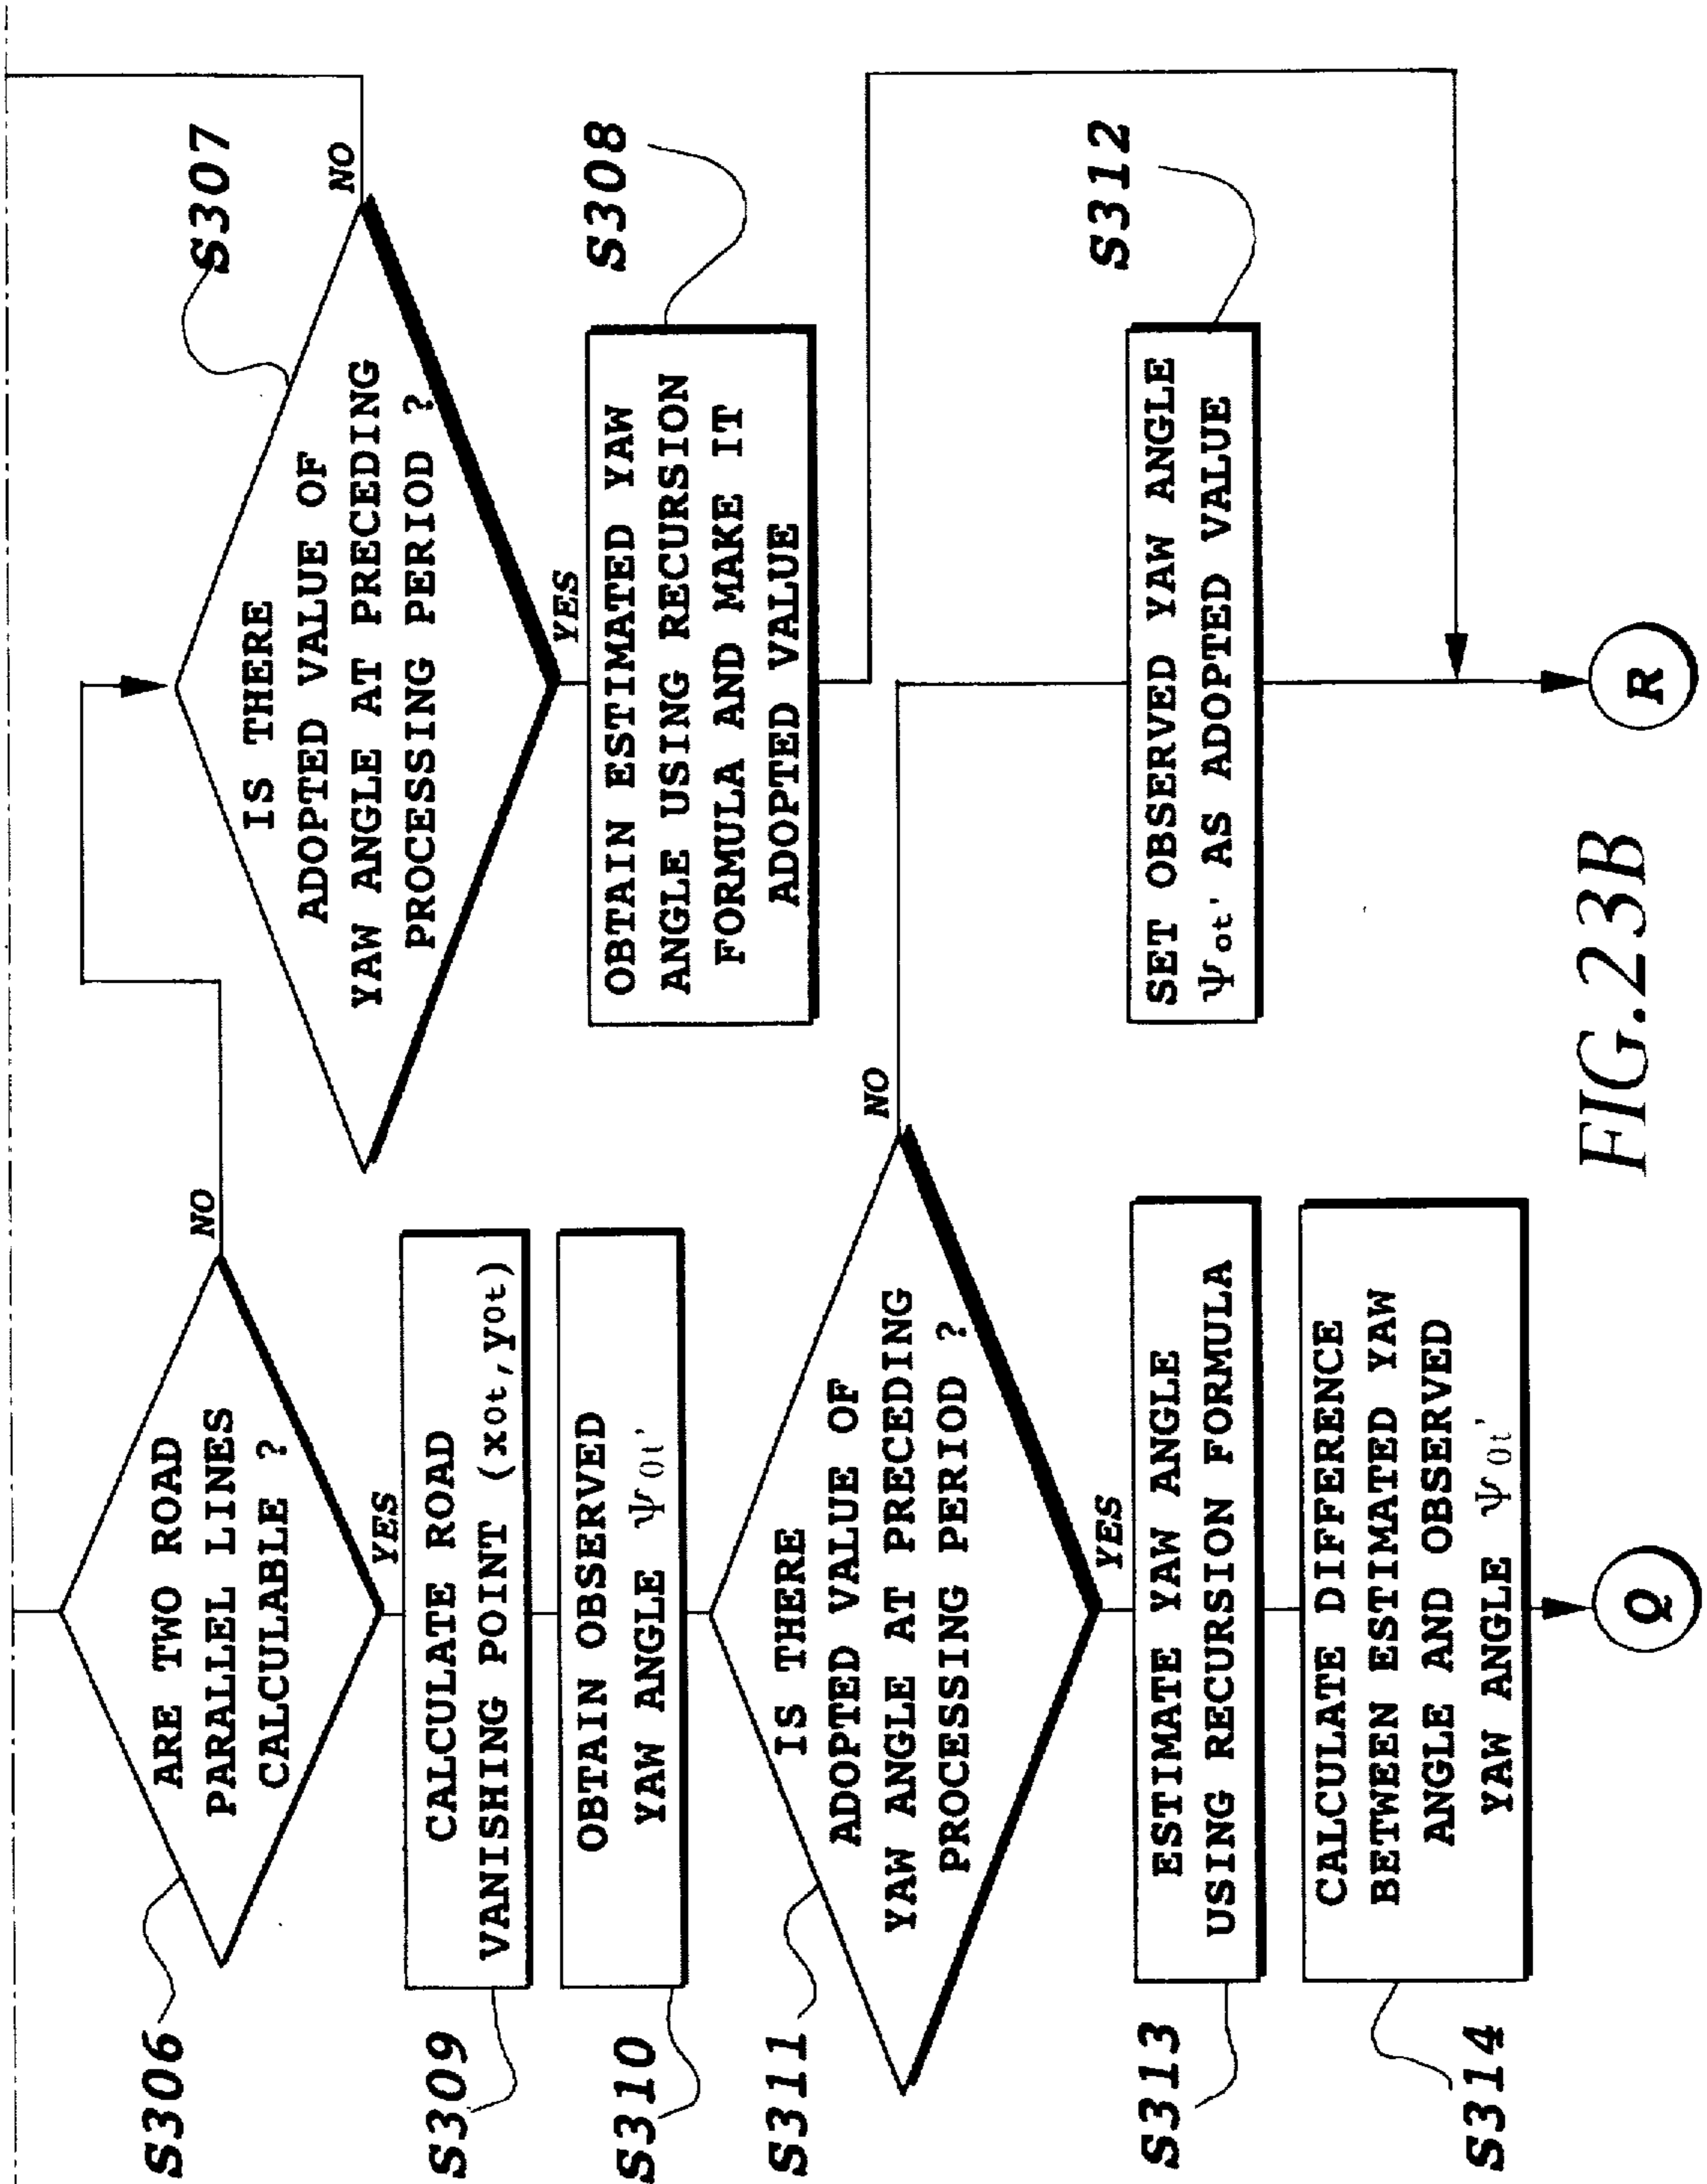 S306
ARE TWO ROAD
PARALLEL LINES
CALCULABLE ?
NO
YES
S307
IS THERE
ADOPTED VALUE OF
YAW ANGLE AT PRECEDING
PROCESSING PERIOD ?
NO
YES
S308
OBTAIN ESTIMATED YAW
ANGLE USING RECURSION
FORMULA AND MAKE IT
ADOPTED VALUE
S309
CALCULATE ROAD
VANISHING POINT (x0t,y0t)
S310
OBTAIN OBSERVED
YAW ANGLE Ψ0t'
S311
IS THERE
ADOPTED VALUE OF
YAW ANGLE AT PRECEDING
PROCESSING PERIOD ?
NO
YES
S312
SET OBSERVED YAW ANGLE
Ψot' AS ADOPTED VALUE
S313
ESTIMATE YAW ANGLE
USING RECURSION FORMULA
S314
CALCULATE DIFFERENCE
BETWEEN ESTIMATED YAW
ANGLE AND OBSERVED
YAW ANGLE Ψ0t'
Q
R
FIG.23B